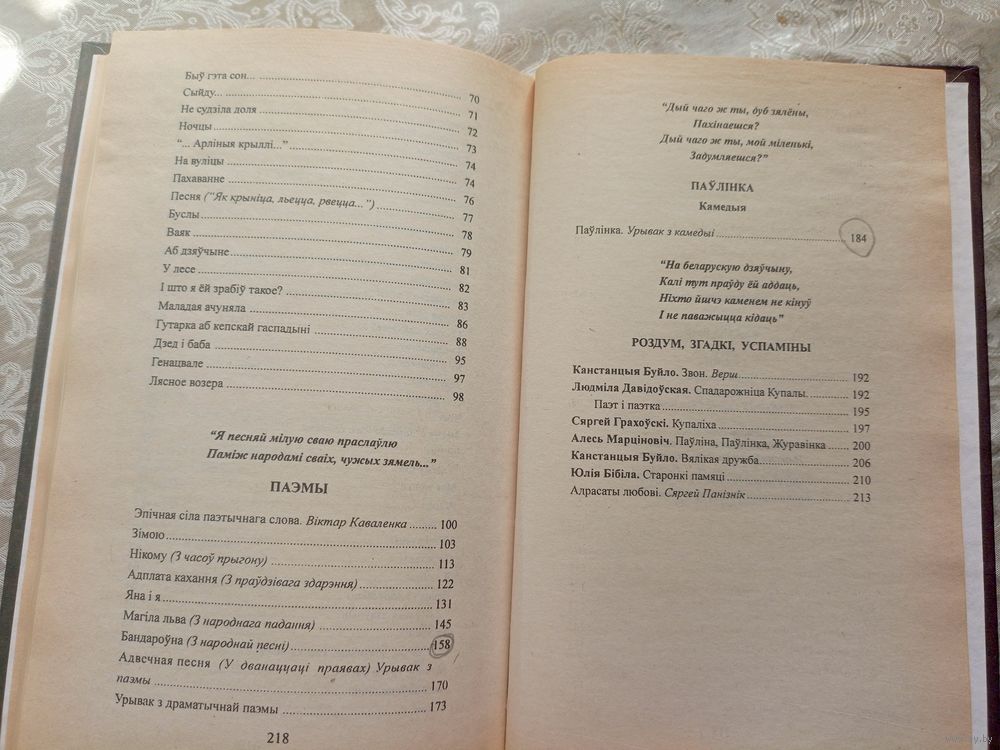 Быў гэта сон... 70
Сыйду... 71
Не судзіла доля 72
Ночцы 73
“... Арліныя крыллі...” 74
На вуліцы 74
Пахаванне 76
Песня (“Як крыніца, льецца, рвецца...”) 77
Буслы 78
Ваяк 79
Аб дзяўчыне 81
У лесе 82
І што я ёй зрабіў такое? 83
Маладая ачуняла 86
Гутарка аб кепскай гаспадыні 88
Дзед і баба 95
Генацвале 97
Лясное возера 98
“Я песняй мілую сваю праслаўлю
Паміж народамі сваіх, чужых зямель...”
ПАЭМЫ
Эпічная сіла паэтычнага слова. Віктар Каваленка 100
Зімою 103
Нікому (З часоў прыгону) 113
Адплата кахання (З праўдзівага здарэння) 122
Яна і я 131
Магіла льва (З народнага падання) 145
Бандароўна (З народнай песні) 158
Адвечная песня (У дванаццаці праявах) Урывак з
паэмы 170
Урывак з драматычнай паэмы 173
218
“Дый чаго ж ты, дуб зялёны,
Пахінаешся?
Дый чаго ж ты, мой міленькі,
Задумляешся?”
ПАЎЛІНКА
Камедыя
Паўлінка. Урывак з камедыі 184
“На беларускую дзяўчыну,
Калі тут праўду ёй аддаць,
Ніхто йшчэ каменем не кінуў
І не паважыцца кідаць”
РОЗДУМ, ЗГАДКІ, УСПАМІНЫ
Канстанцыя Буйло. Звон. Верш 192
Людміла Давідоўская. Спадарожніца Купалы. 192
Паэт і паэтка 195
Сяргей Грахоўскі. Купаліха 197
Алесь Марціновіч. Паўліна, Паўлінка, Журавінка 200
Канстанцыя Буйло. Вялікая дружба 206
Юлія Бібіла. Старонкі памяці 210
Алрасаты любові. Сяргей Панізнік 213